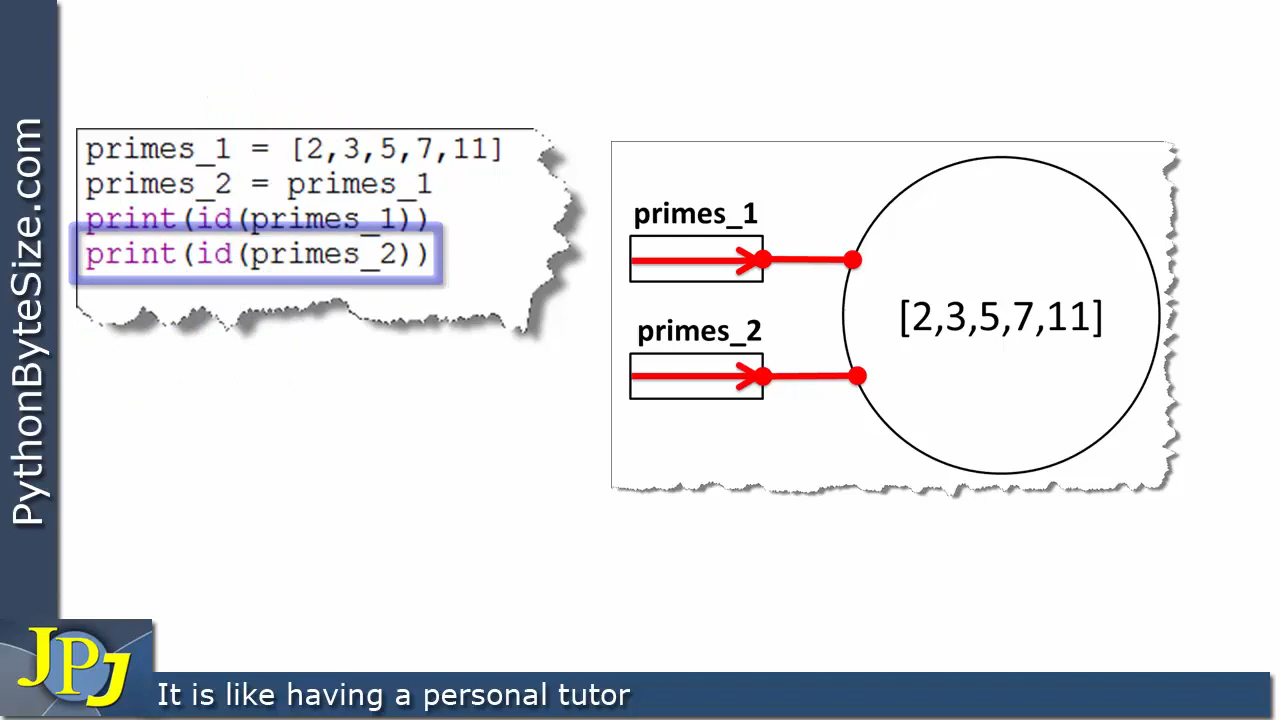 PythonByteSize.com
primes_1 = [2,3,5,7,11]
primes_2 = primes_1
print(id(primes_1))
print(id(primes_2))
primes_1
primes_2
[2,3,5,7,11]
JPJ
It is like having a personal tutor